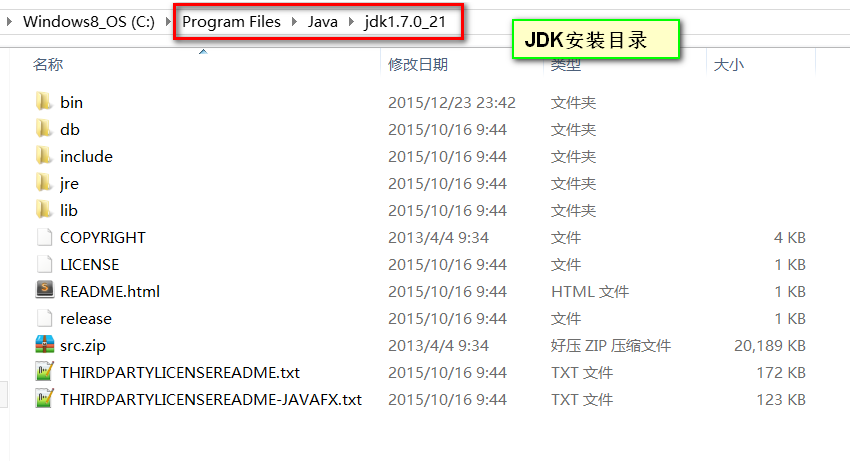 Windows8_OS (C:) Program Files Java jdk1.7.0_21
JDK安装目录
名称 修改日期 类型 大小
bin 2015/12/23 23:42 文件夹
db 2015/10/16 9:44 文件夹
include 2015/10/16 9:44 文件夹
jre 2015/10/16 9:44 文件夹
lib 2015/10/16 9:44 文件夹
COPYRIGHT 2013/4/4 9:34 文件 4 KB
LICENSE 2015/10/16 9:44 文件 1 KB
README.html 2015/10/16 9:44 HTML 文件 1 KB
release 2015/10/16 9:44 文件 1 KB
src.zip 2013/4/4 9:34 好压 ZIP 压缩文件 20,189 KB
THIRDPARTYLICENSEREADME.txt 2015/10/16 9:44 TXT 文件 172 KB
THIRDPARTYLICENSEREADME-JAVAFX.txt 2015/10/16 9:44 TXT 文件 123 KB